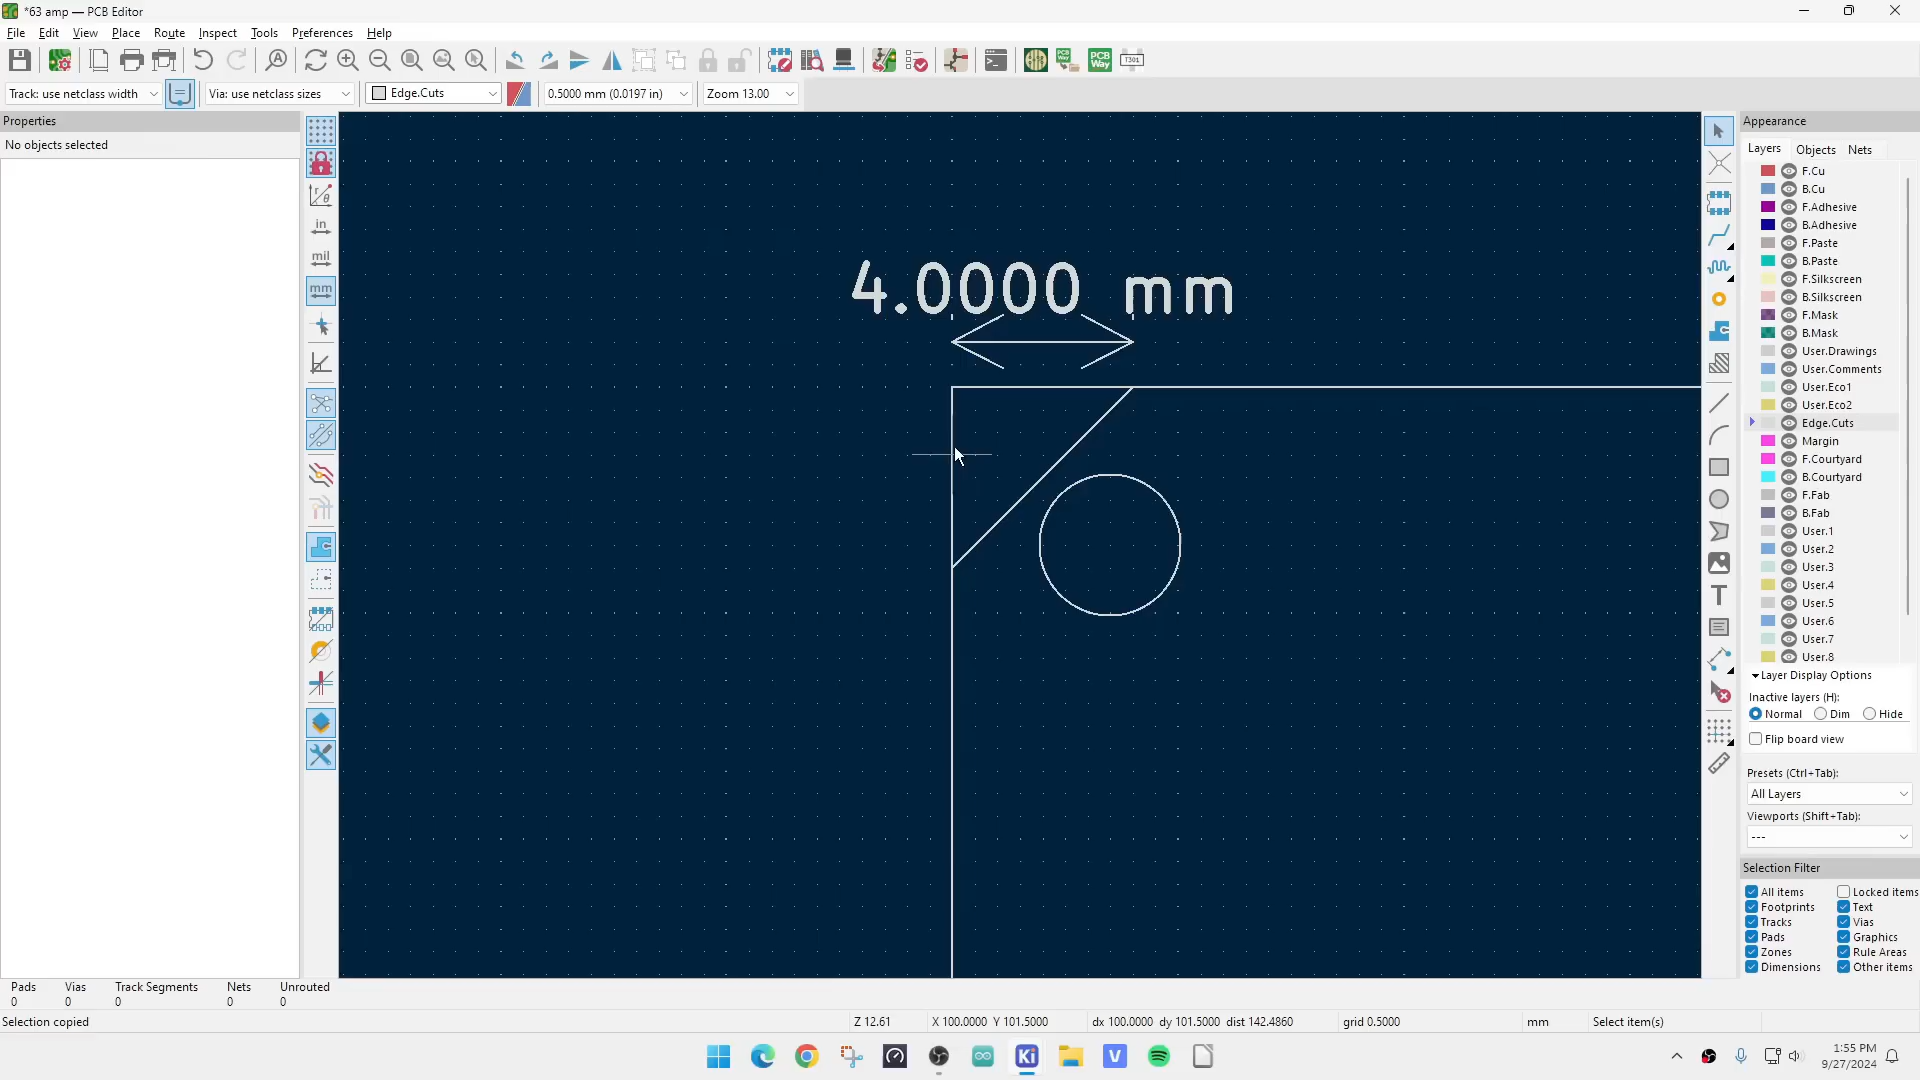 *63 amp — PCB Editor
File Edit View Place Route Inspect Tools Preferences Help
Track: use netclass width Via: use netclass sizes Edge.Cuts 0.5000 mm (0.0197 in) Zoom 13.00
Properties
No objects selected
in
mil
mm
4.0000 mm
PCB Way
T301
Appearance
Layers Objects Nets
F.Cu
B.Cu
F.Adhesive
B.Adhesive
F.Paste
B.Paste
F.Silkscreen
B.Silkscreen
F.Mask
B.Mask
User.Drawings
User.Comments
User.Eco1
User.Eco2
Edge.Cuts
Margin
F.Courtyard
B.Courtyard
F.Fab
B.Fab
User.1
User.2
User.3
User.4
User.5
User.6
User.7
User.8
Layer Display Options
Inactive layers (H):
Normal Dim Hide
Flip board view
Presets (Ctrl+Tab):
All Layers
Viewports (Shift+Tab):
---
Selection Filter
All items Locked items
Footprints Text
Tracks Vias
Pads Graphics
Zones Rule Areas
Dimensions Other items
Pads Vias Track Segments Nets Unrouted
0 0 0 0 0
Selection copied Z 12.61 X 100.0000 Y 101.5000 dx 100.0000 dy 101.5000 dist 142.4860 grid 0.5000 mm Select item(s)
Ki V
1:55 PM
9/27/2024